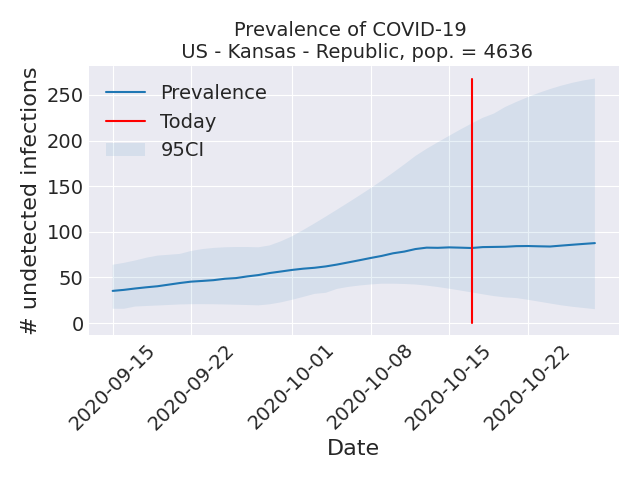 Prevalence of COVID-19
US - Kansas - Republic, pop. = 4636
# undetected infections
250
200
150
100
50
0
Prevalence
Today
95CI
2020-09-15
2020-09-22
2020-10-01
2020-10-08
2020-10-15
2020-10-22
Date